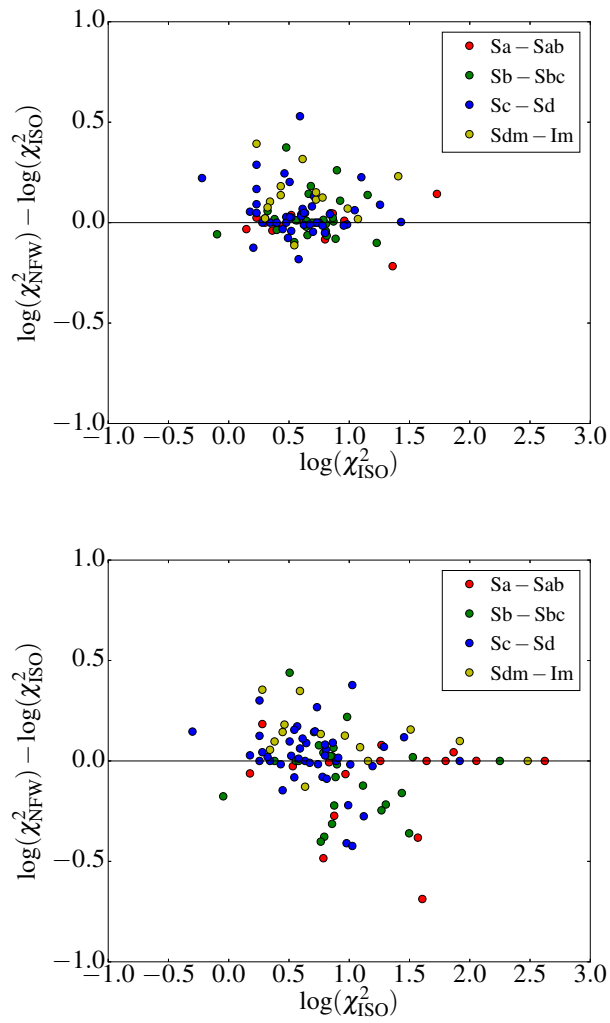 1.0
0.5
0.0
−0.5
−1.0
log(χ²NFW) − log(χ²ISO)
Sa − Sab
Sb − Sbc
Sc − Sd
Sdm − Im
−1.0 −0.5 0.0 0.5 1.0 1.5 2.0 2.5 3.0
log(χ²ISO)
1.0
0.5
0.0
−0.5
−1.0
log(χ²NFW) − log(χ²ISO)
Sa − Sab
Sb − Sbc
Sc − Sd
Sdm − Im
−1.0 −0.5 0.0 0.5 1.0 1.5 2.0 2.5 3.0
log(χ²ISO)